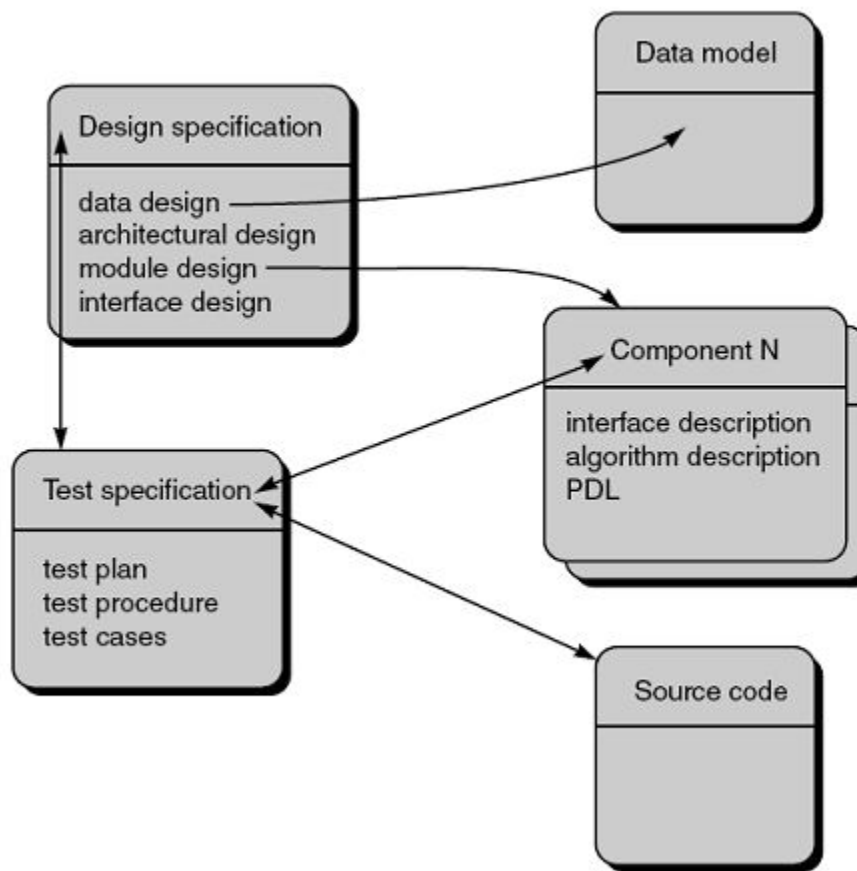 Data model
Design specification
data design
architectural design
module design
interface design
Component N
interface description
algorithm description
PDL
Test specification
test plan
test procedure
test cases
Source code